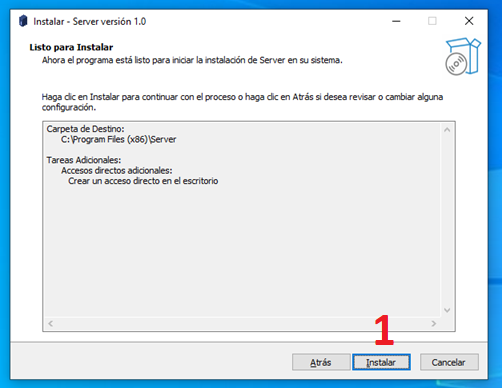 Instalar - Server versión 1.0
Listo para Instalar
Ahora el programa está listo para iniciar la instalación de Server en su sistema.
Haga clic en Instalar para continuar con el proceso o haga clic en Atrás si desea revisar o cambiar alguna
configuración.
Carpeta de Destino:
C:\Program Files (x86)\Server
Tareas Adicionales:
Accesos directos adicionales:
Crear un acceso directo en el escritorio
1
Atrás Instalar Cancelar